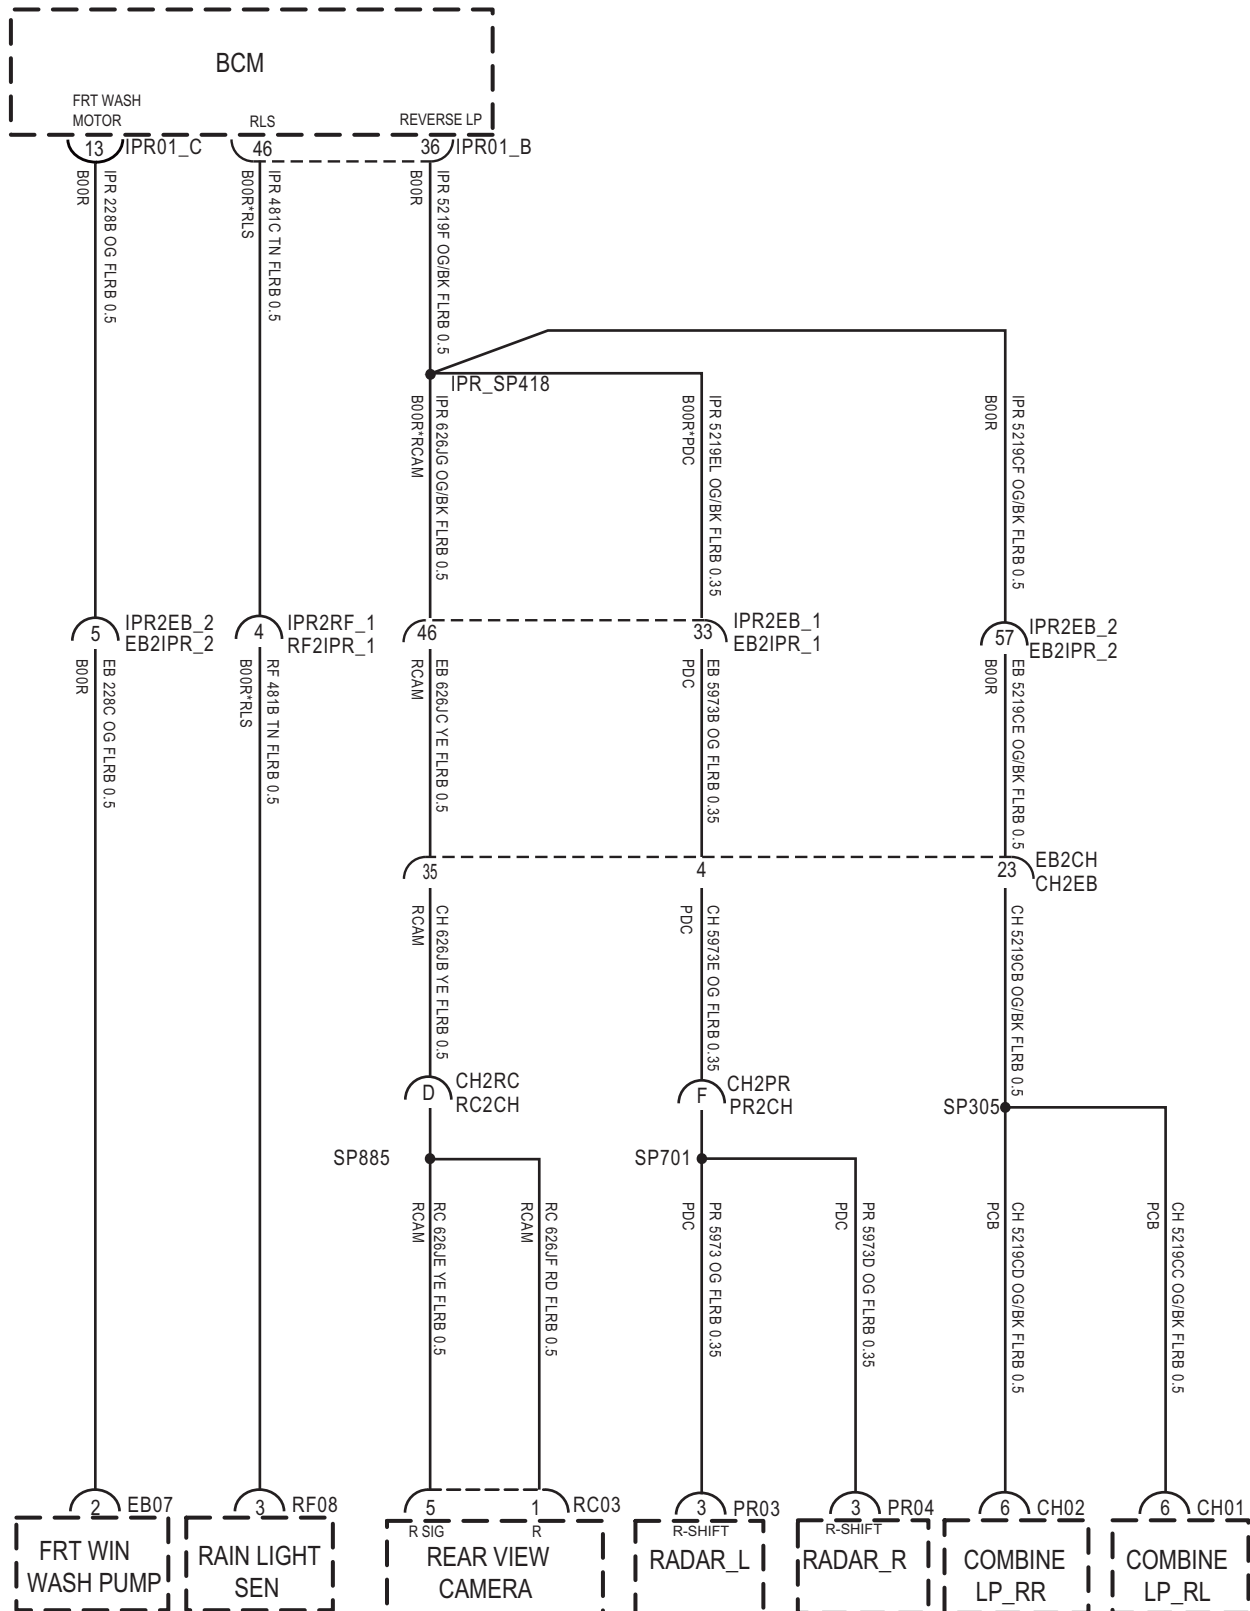 BCM
FRT WASH
MOTOR
RLS
REVERSE LP
13
IPR01_C
46
36
IPR01_B
IPR 228B OG FLRB 0.5
B00R
IPR 481C TN FLRB 0.5
B00R*RLS
IPR 5219F OG/BK FLRB 0.5
B00R
IPR_SP418
IPR 626JG OG/BK FLRB 0.5
B00R*RCAM
IPR 5219EL OG/BK FLRB 0.35
B00R*PDC
IPR 5219CF OG/BK FLRB 0.5
B00R
5
IPR2EB_2
EB2IPR_2
4
IPR2RF_1
RF2IPR_1
46
33
IPR2EB_1
EB2IPR_1
57
IPR2EB_2
EB2IPR_2
EB 228C OG FLRB 0.5
B00R
RF 481B TN FLRB 0.5
B00R*RLS
EB 626JC YE FLRB 0.5
RCAM
EB 5973B OG FLRB 0.35
PDC
EB 5219CE OG/BK FLRB 0.5
B00R
35
4
23
EB2CH
CH2EB
CH 626JB YE FLRB 0.5
RCAM
CH 5973E OG FLRB 0.35
PDC
CH 5219CB OG/BK FLRB 0.5
D
CH2RC
RC2CH
F
CH2PR
PR2CH
SP305
SP885
SP701
RC 626JE YE FLRB 0.5
RCAM
RC 626JF RD FLRB 0.5
RCAM
PR 5973 OG FLRB 0.35
PDC
PR 5973D OG FLRB 0.35
PDC
CH 5219CD OG/BK FLRB 0.5
PCB
CH 5219CC OG/BK FLRB 0.5
PCB
2
EB07
3
RF08
5
1
RC03
3
PR03
3
PR04
6
CH02
6
CH01
FRT WIN
WASH PUMP
RAIN LIGHT
SEN
R SIG
R
REAR VIEW
CAMERA
R-SHIFT
RADAR_L
R-SHIFT
RADAR_R
COMBINE
LP_RR
COMBINE
LP_RL